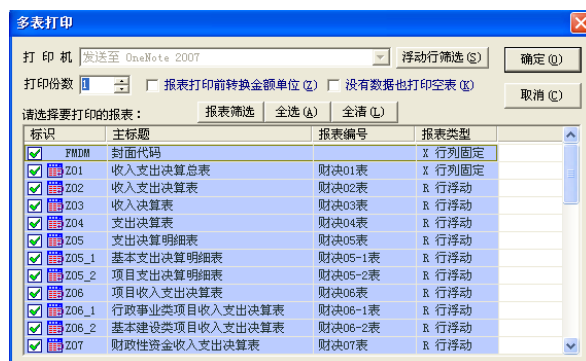 多表打印
打 印 机 发送至 OneNote 2007 浮动行筛选(S) 确定(O)
打印份数 1 报表打印前转换金额单位(Z) 没有数据也打印空表(K)
取消(C)
请选择要打印的报表： 报表筛选 全选(A) 全清(L)
标识 主标题 报表编号 报表类型
FMDM 封面代码 X 行列固定
Z01 收入支出决算总表 财决01表 X 行列固定
Z02 收入支出决算表 财决02表 R 行浮动
Z03 收入决算表 财决03表 R 行浮动
Z04 支出决算表 财决04表 R 行浮动
Z05 支出决算明细表 财决05表 R 行浮动
Z05_1 基本支出决算明细表 财决05-1表 R 行浮动
Z05_2 项目支出决算明细表 财决05-2表 R 行浮动
Z06 项目收入支出决算表 财决06表 R 行浮动
Z06_1 行政事业类项目收入支出决算表 财决06-1表 R 行浮动
Z06_2 基本建设类项目收入支出决算表 财决06-2表 R 行浮动
Z07 财政性资金收入支出决算表 财决07表 R 行浮动